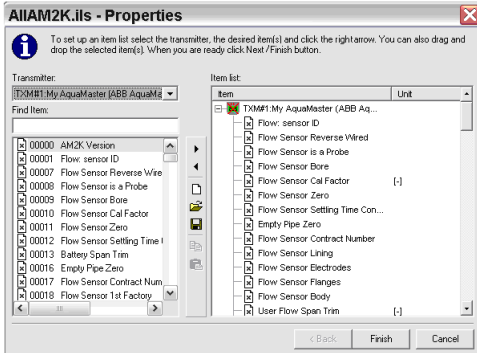 AllAM2K.ils - Properties
To set up an item list select the transmitter, the desired item(s) and click the right arrow. You can also drag and
drop the selected item(s). When you are ready click Next /Finish button.
Transmitter:
TXM#1:My AquaMaster (ABB AquaMa
Find Item:
00000 AM2K Version
00001 Flow: sensor ID
00007 Flow Sensor Reverse Wire
00008 Flow Sensor is a Probe
00009 Flow Sensor Bore
00010 Flow Sensor Cal Factor
00011 Flow Sensor Zero
00012 Flow Sensor Settling Time (
00013 Battery Span Trim
00016 Empty Pipe Zero
00017 Flow Sensor Contract Num
00018 Flow Sensor 1st Factory
Item list:
Item Unit
TXM#1:My AquaMaster (ABB Aq...
Flow: sensor ID
Flow Sensor Reverse Wired
Flow Sensor is a Probe
Flow Sensor Bore
Flow Sensor Cal Factor [-]
Flow Sensor Zero
Flow Sensor Settling Time Con...
Empty Pipe Zero
Flow Sensor Contract Number
Flow Sensor Lining
Flow Sensor Electrodes
Flow Sensor Flanges
Flow Sensor Body
User Flow Span Trim [-]
< Back Finish Cancel